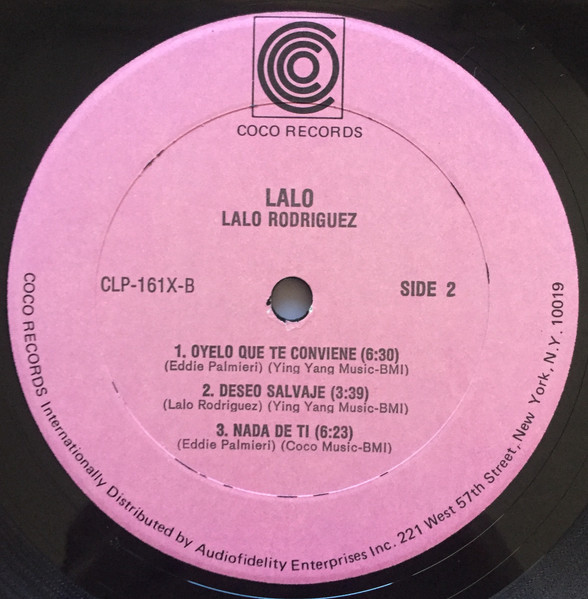 COCO RECORDS
LALO
LALO RODRIGUEZ
CLP-161X-B
SIDE 2
1. OYELO QUE TE CONVIENE (6:30)
(Eddie Palmieri) (Ying Yang Music-BMI)
2. DESEO SALVAJE (3:39)
(Lalo Rodriguez) (Ying Yang Music-BMI)
3. NADA DE TI (6:23)
(Eddie Palmieri) (Coco Music-BMI)
COCO RECORDS Internationally Distributed by Audiofidelity Enterprises Inc. 221 West 57th Street, New York, N.Y. 10019